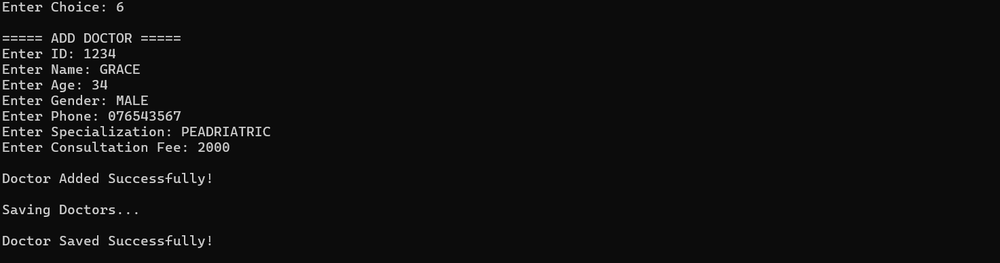 Enter Choice: 6
===== ADD DOCTOR =====
Enter ID: 1234
Enter Name: GRACE
Enter Age: 34
Enter Gender: MALE
Enter Phone: 076543567
Enter Specialization: PEADRIATRIC
Enter Consultation Fee: 2000
Doctor Added Successfully!
Saving Doctors...
Doctor Saved Successfully!